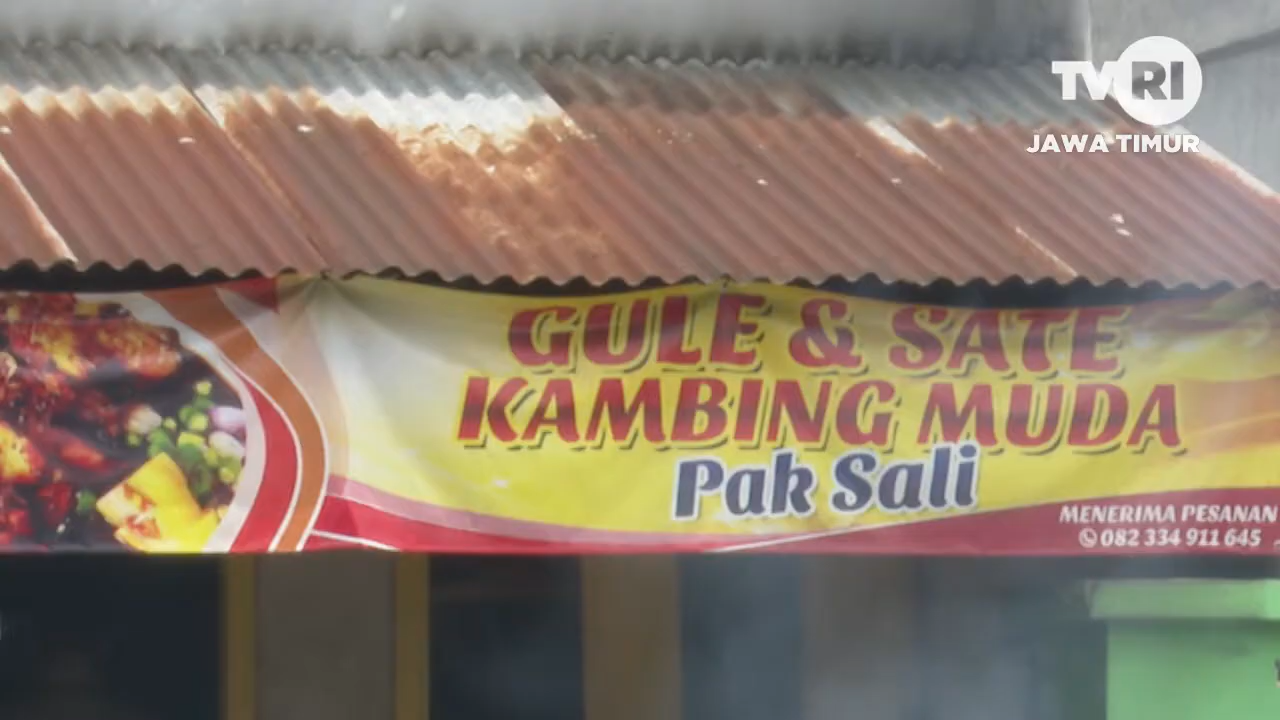 TVRI
JAWA TIMUR
GULE & SATE
KAMBING MUDA
Pak Sali
MENERIMA PESANAN
082 334 911 645